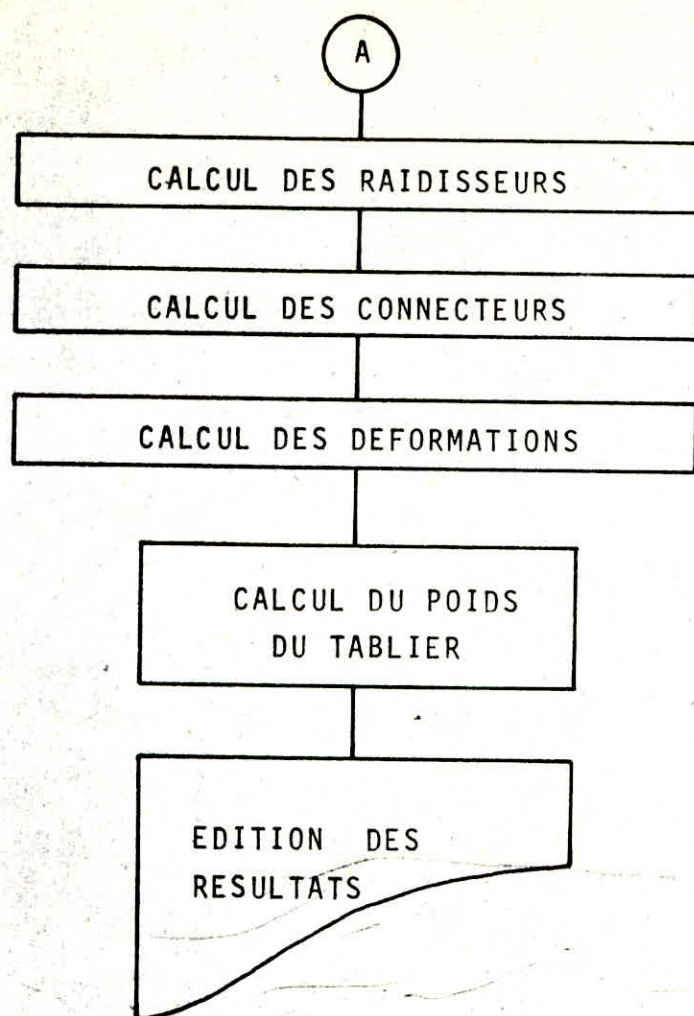 A
CALCUL DES RAIDISSEURS
CALCUL DES CONNECTEURS
CALCUL DES DEFORMATIONS
CALCUL DU POIDS
DU TABLIER
EDITION DES
RESULTATS